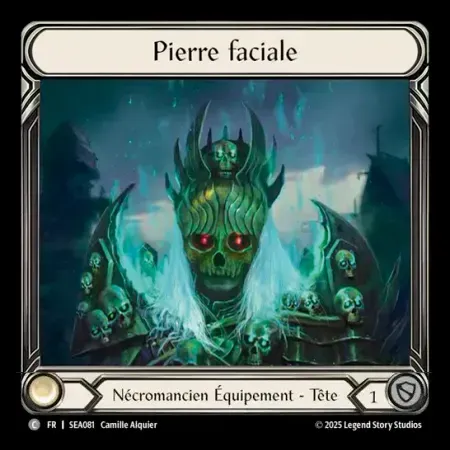 Pierre faciale
Nécromancien Équipement - Tête
1
C FR | SEA081 Camille Alquier
© 2025 Legend Story Studios